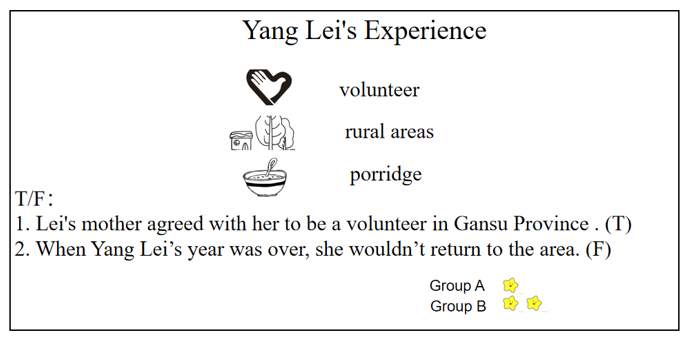 Yang Lei's Experience
volunteer
rural areas
porridge
T/F:
1. Lei's mother agreed with her to be a volunteer in Gansu Province . (T)
2. When Yang Lei’s year was over, she wouldn’t return to the area. (F)
Group A
Group B